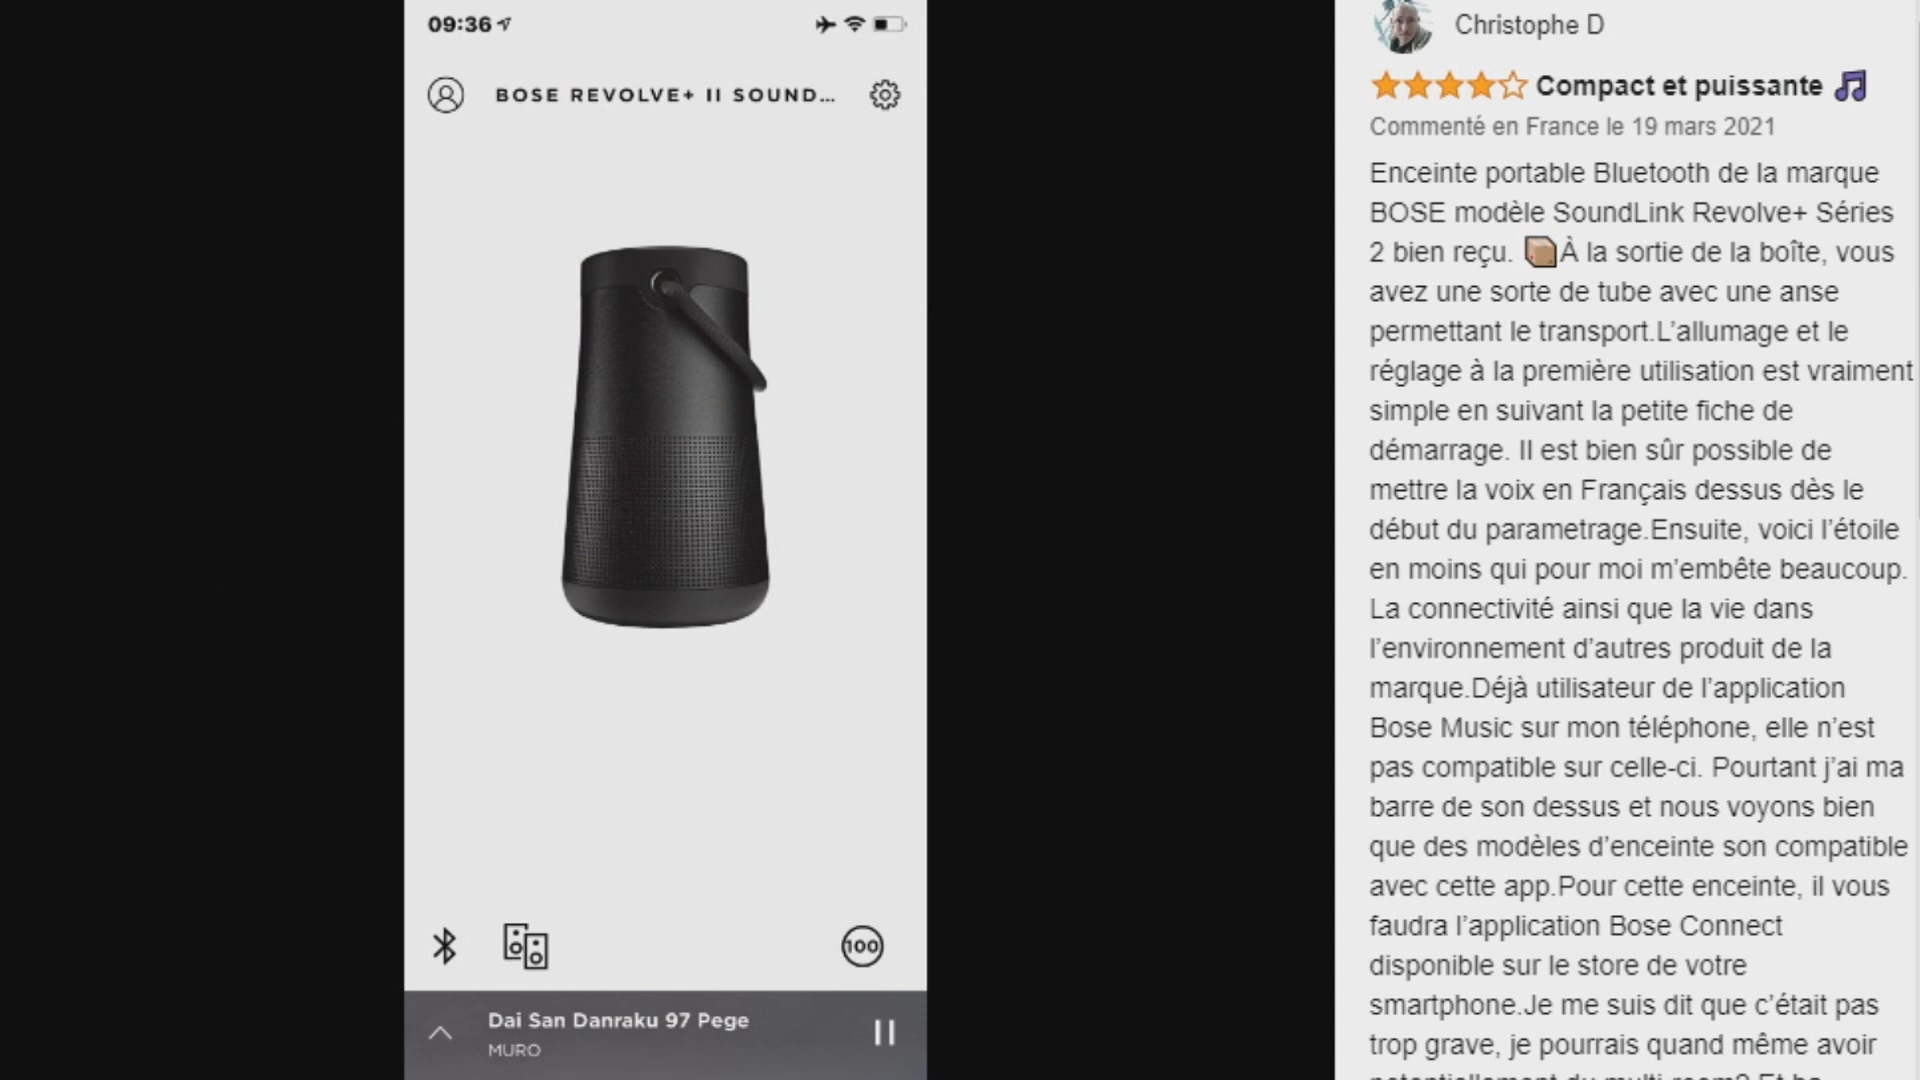 09:36
BOSE REVOLVE+ II SOUND...
100
Dai San Danraku 97 Pege
MURO
Christophe D
Compact et puissante
Commenté en France le 19 mars 2021
Enceinte portable Bluetooth de la marque
BOSE modèle SoundLink Revolve+ Séries
2 bien reçu. À la sortie de la boîte, vous
avez une sorte de tube avec une anse
permettant le transport.L’allumage et le
réglage à la première utilisation est vraiment
simple en suivant la petite fiche de
démarrage. Il est bien sûr possible de
mettre la voix en Français dessus dès le
début du parametrage.Ensuite, voici l’étoile
en moins qui pour moi m’embête beaucoup.
La connectivité ainsi que la vie dans
l’environnement d’autres produit de la
marque.Déjà utilisateur de l’application
Bose Music sur mon téléphone, elle n’est
pas compatible sur celle-ci. Pourtant j’ai ma
barre de son dessus et nous voyons bien
que des modèles d’enceinte son compatible
avec cette app.Pour cette enceinte, il vous
faudra l’application Bose Connect
disponible sur le store de votre
smartphone.Je me suis dit que c’était pas
trop grave, je pourrais quand même avoir